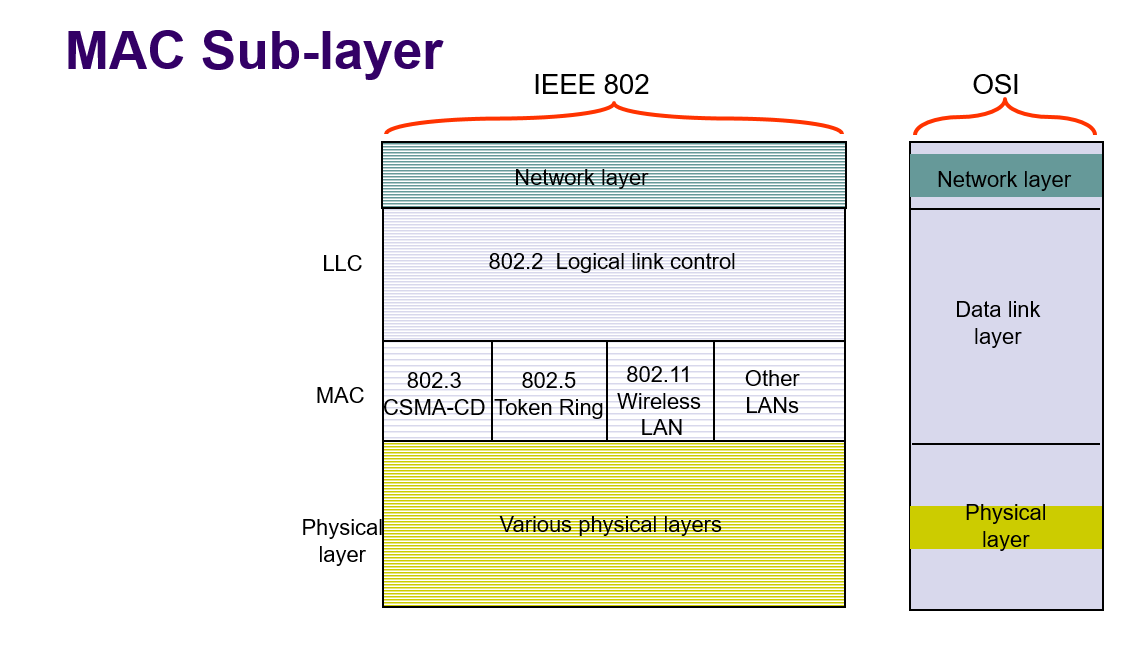 MAC Sub-layer
IEEE 802
OSI
Network layer
Network layer
LLC
802.2 Logical link control
Data link
layer
MAC
802.3
CSMA-CD
802.5
Token Ring
802.11
Wireless
LAN
Other
LANs
Physical
layer
Various physical layers
Physical
layer